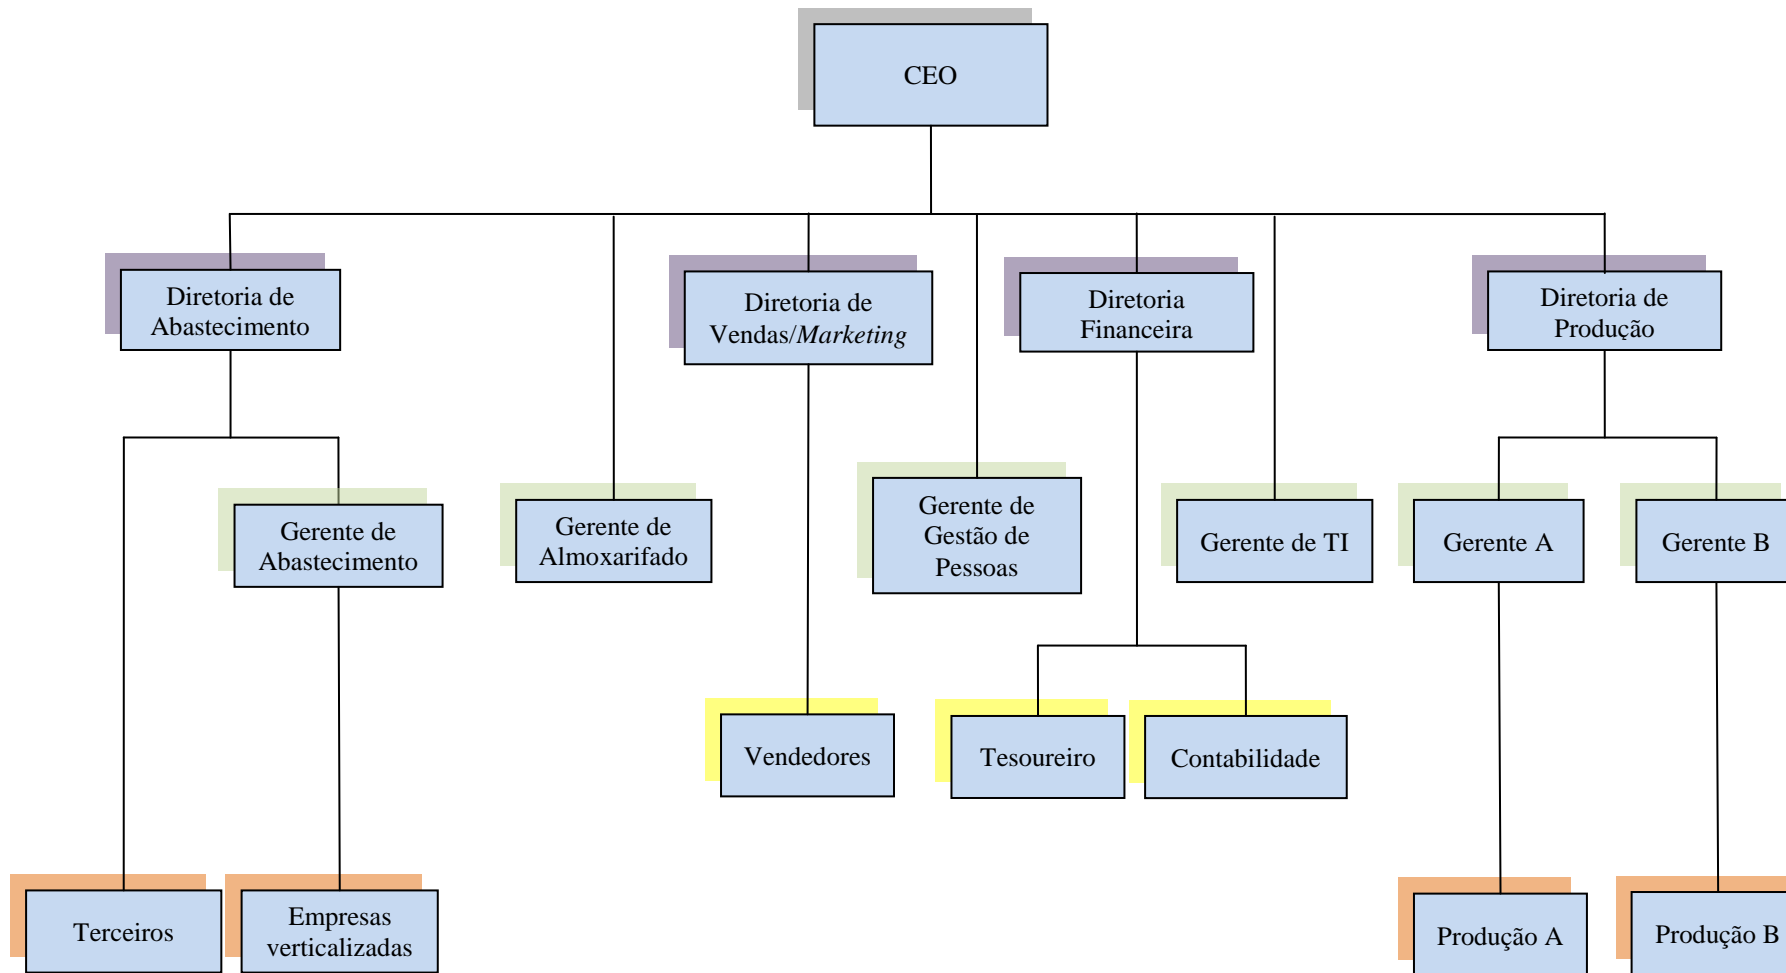 CEO
Diretoria de
Abastecimento
Diretoria de
Vendas/Marketing
Diretoria
Financeira
Diretoria de
Produção
Gerente de
Abastecimento
Gerente de
Almoxarifado
Gerente de
Gestão de
Pessoas
Gerente de TI
Gerente A
Gerente B
Vendedores
Tesoureiro
Contabilidade
Terceiros
Empresas
verticalizadas
Produção A
Produção B